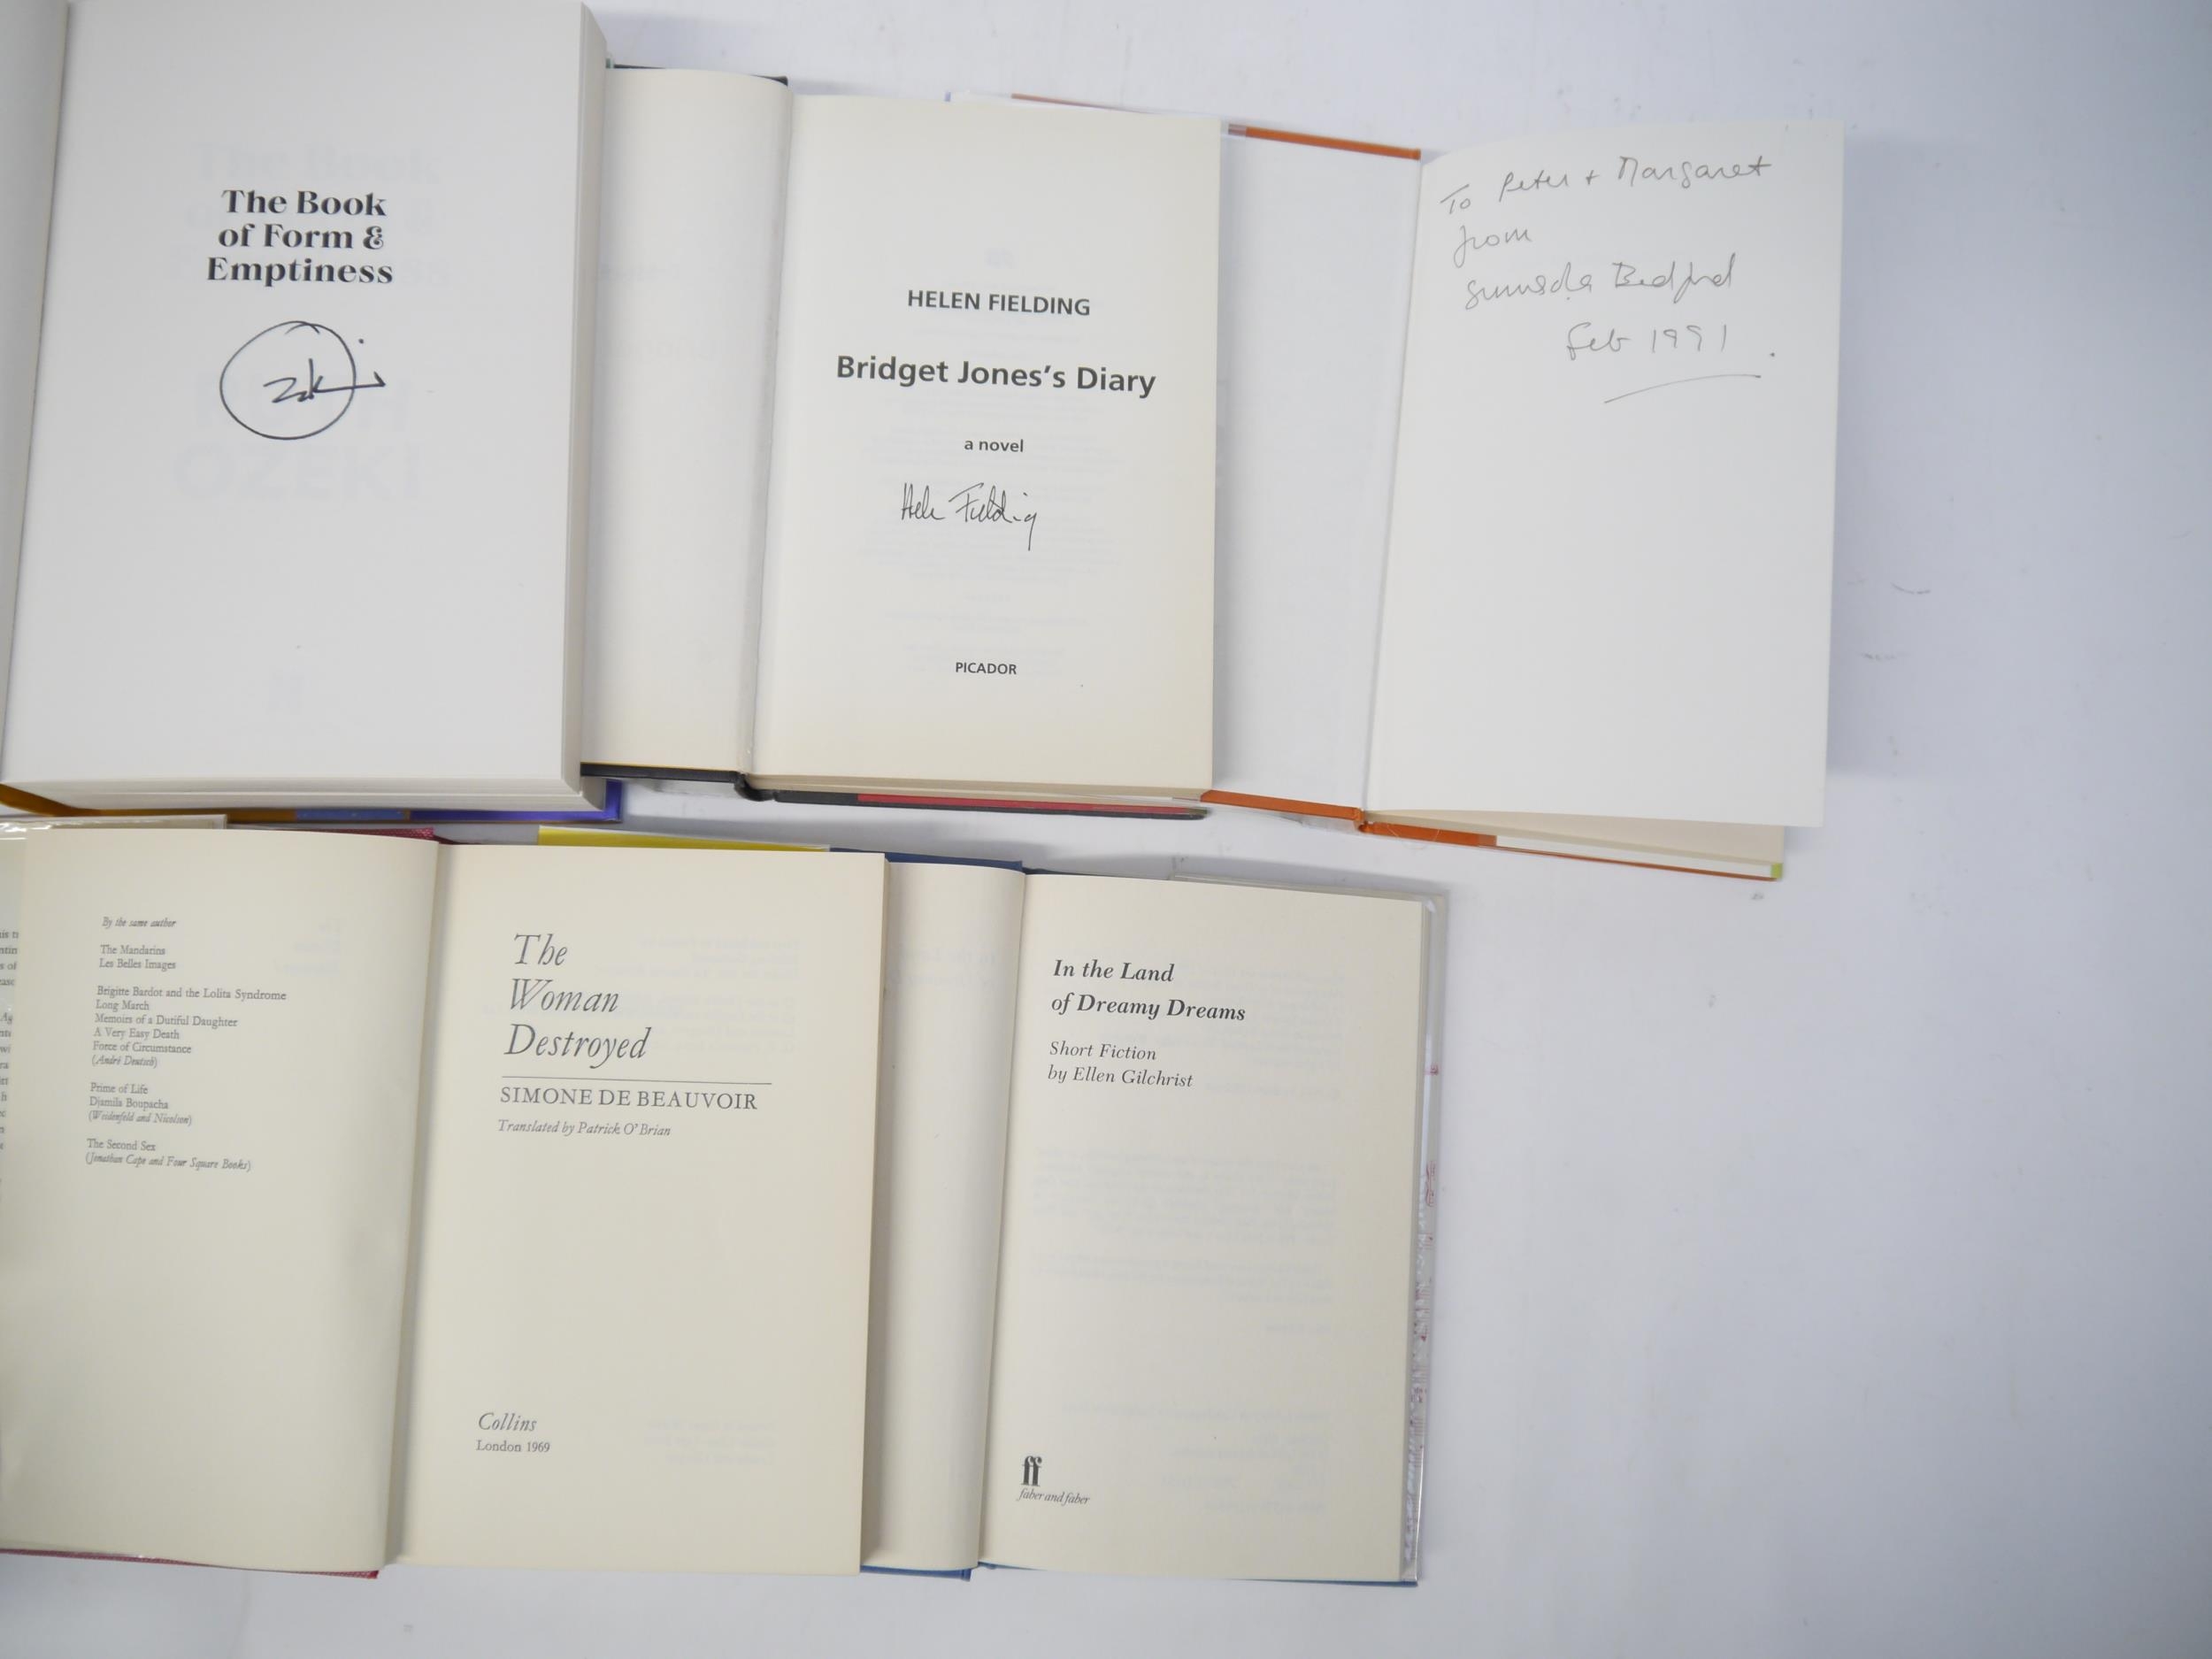 The Book
of Form &
Emptiness
OZEKI
HELEN FIELDING
Bridget Jones's Diary
a novel
Helen Fielding
PICADOR
To Peter + Margaret
from
Bedford
Feb 1991
By the same author
The Mandarins
Les Belles Images
Brigitte Bardot and the Lolita Syndrome
Long March
Memoirs of a Dutiful Daughter
A Very Easy Death
Force of Circumstance
(André Deutsch)
Prime of Life
Djamila Boupacha
(Weidenfeld and Nicolson)
The Second Sex
(Jonathan Cape and Four Square Books)
The
Woman
Destroyed
SIMONE DE BEAUVOIR
Translated by Patrick O'Brian
Collins
London 1969
In the Land
of Dreamy Dreams
Short Fiction
by Ellen Gilchrist
ff
faber and faber